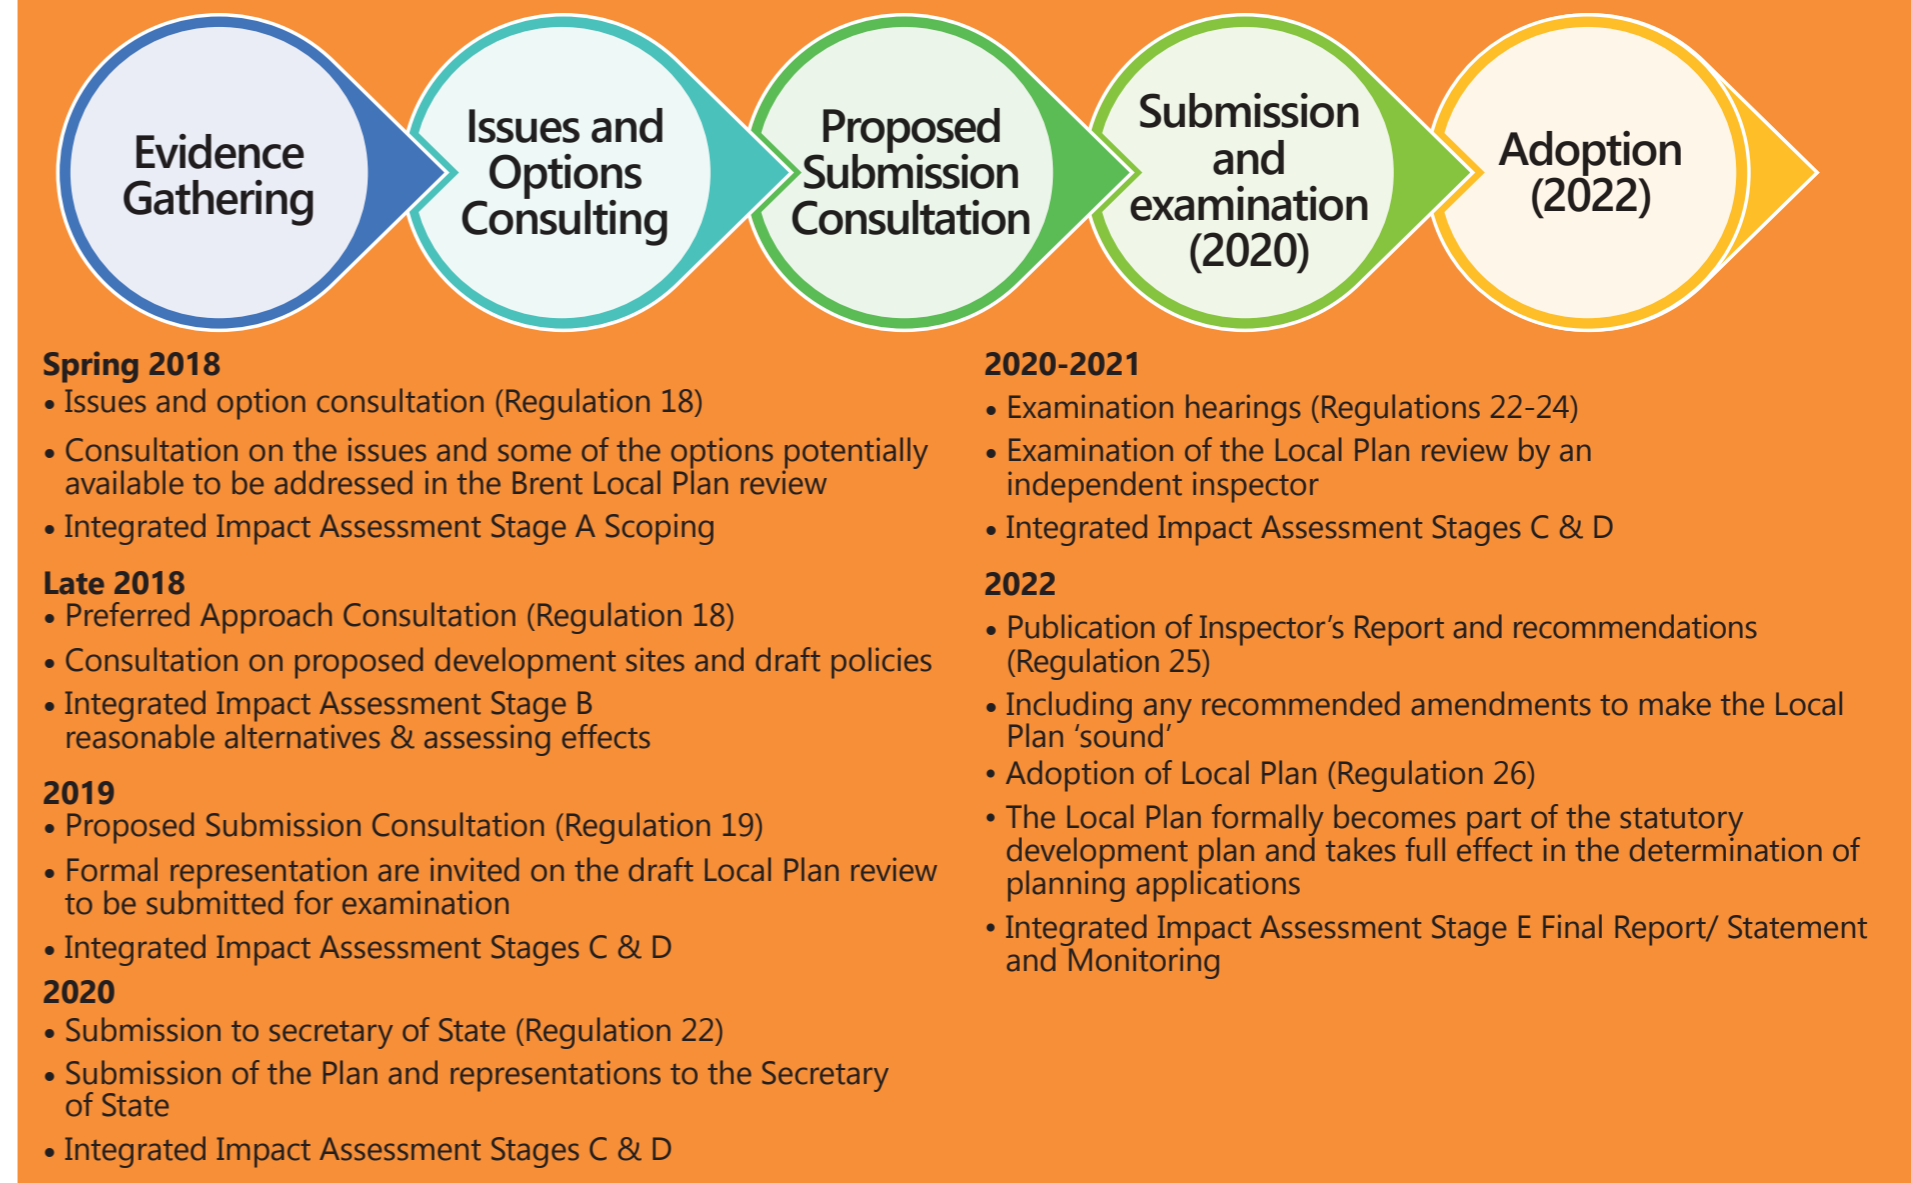 Evidence
Gathering
Issues and
Options
Consulting
Proposed
Submission
Consultation
Submission
and
examination
(2020)
Adoption
(2022)
Spring 2018
• Issues and option consultation (Regulation 18)
• Consultation on the issues and some of the options potentially
available to be addressed in the Brent Local Plan review
• Integrated Impact Assessment Stage A Scoping
Late 2018
• Preferred Approach Consultation (Regulation 18)
• Consultation on proposed development sites and draft policies
• Integrated Impact Assessment Stage B
reasonable alternatives & assessing effects
2019
• Proposed Submission Consultation (Regulation 19)
• Formal representation are invited on the draft Local Plan review
to be submitted for examination
• Integrated Impact Assessment Stages C & D
2020
• Submission to secretary of State (Regulation 22)
• Submission of the Plan and representations to the Secretary
of State
• Integrated Impact Assessment Stages C & D
2020-2021
• Examination hearings (Regulations 22-24)
• Examination of the Local Plan review by an
independent inspector
• Integrated Impact Assessment Stages C & D
2022
• Publication of Inspector’s Report and recommendations
(Regulation 25)
• Including any recommended amendments to make the Local
Plan ‘sound’
• Adoption of Local Plan (Regulation 26)
• The Local Plan formally becomes part of the statutory
development plan and takes full effect in the determination of
planning applications
• Integrated Impact Assessment Stage E Final Report/ Statement
and Monitoring